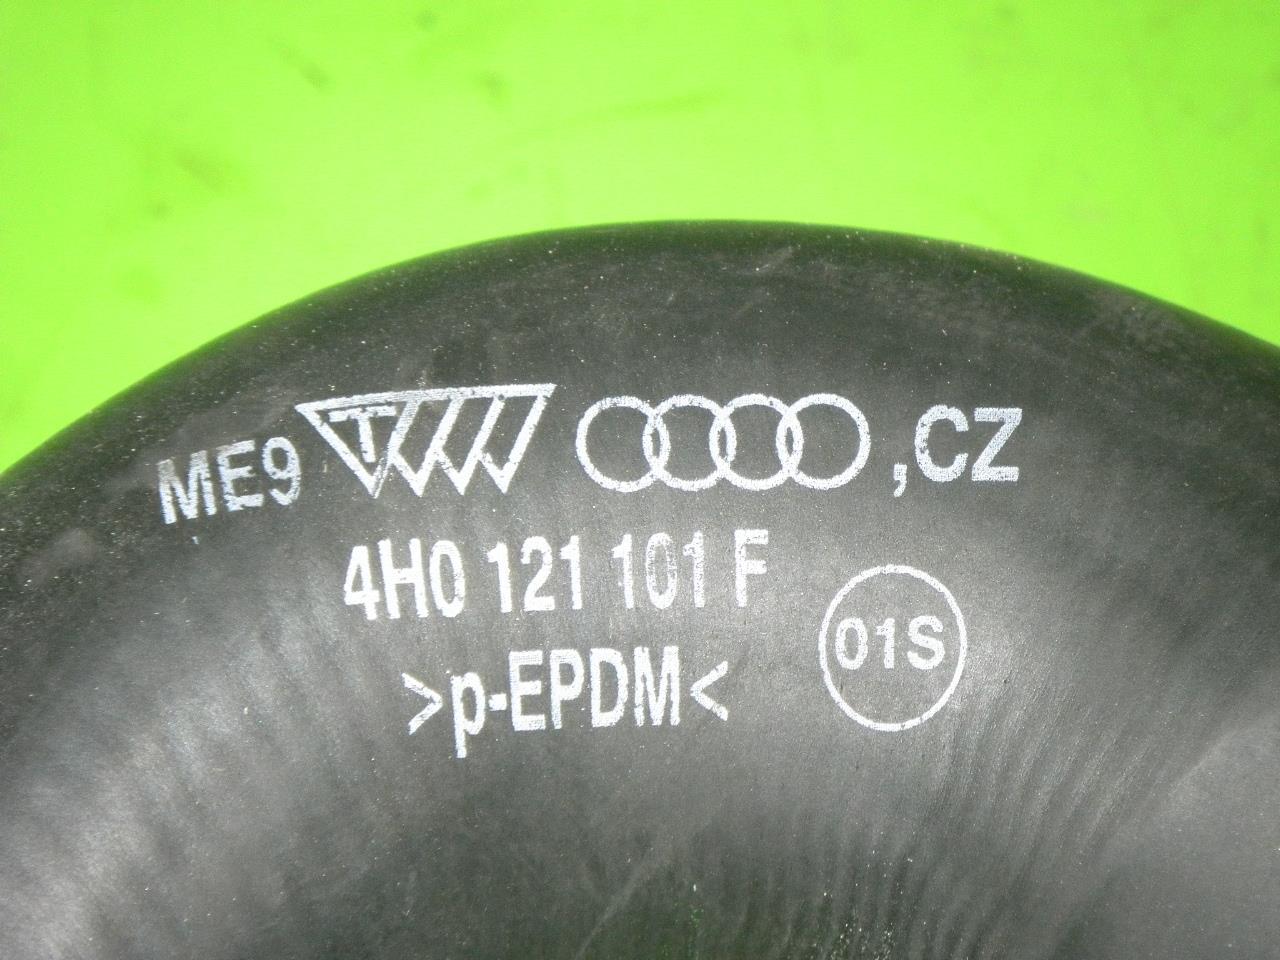 ME9 T ,CZ
4H0 121 101 F
01S
>p-EPDM<